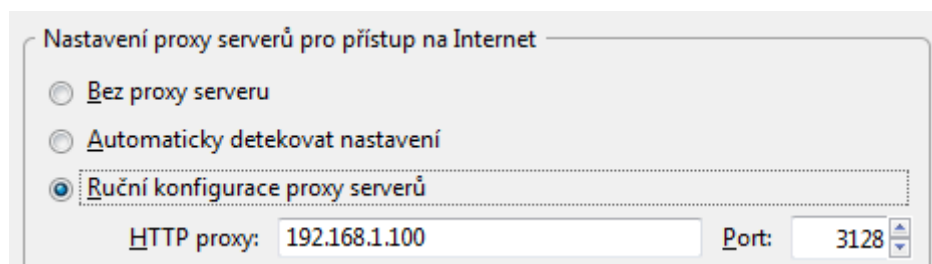 Nastavení proxy serverů pro přístup na Internet
Bez proxy serveru
Automaticky detekovat nastavení
Ruční konfigurace proxy serverů
HTTP proxy: 192.168.1.100 Port: 3128